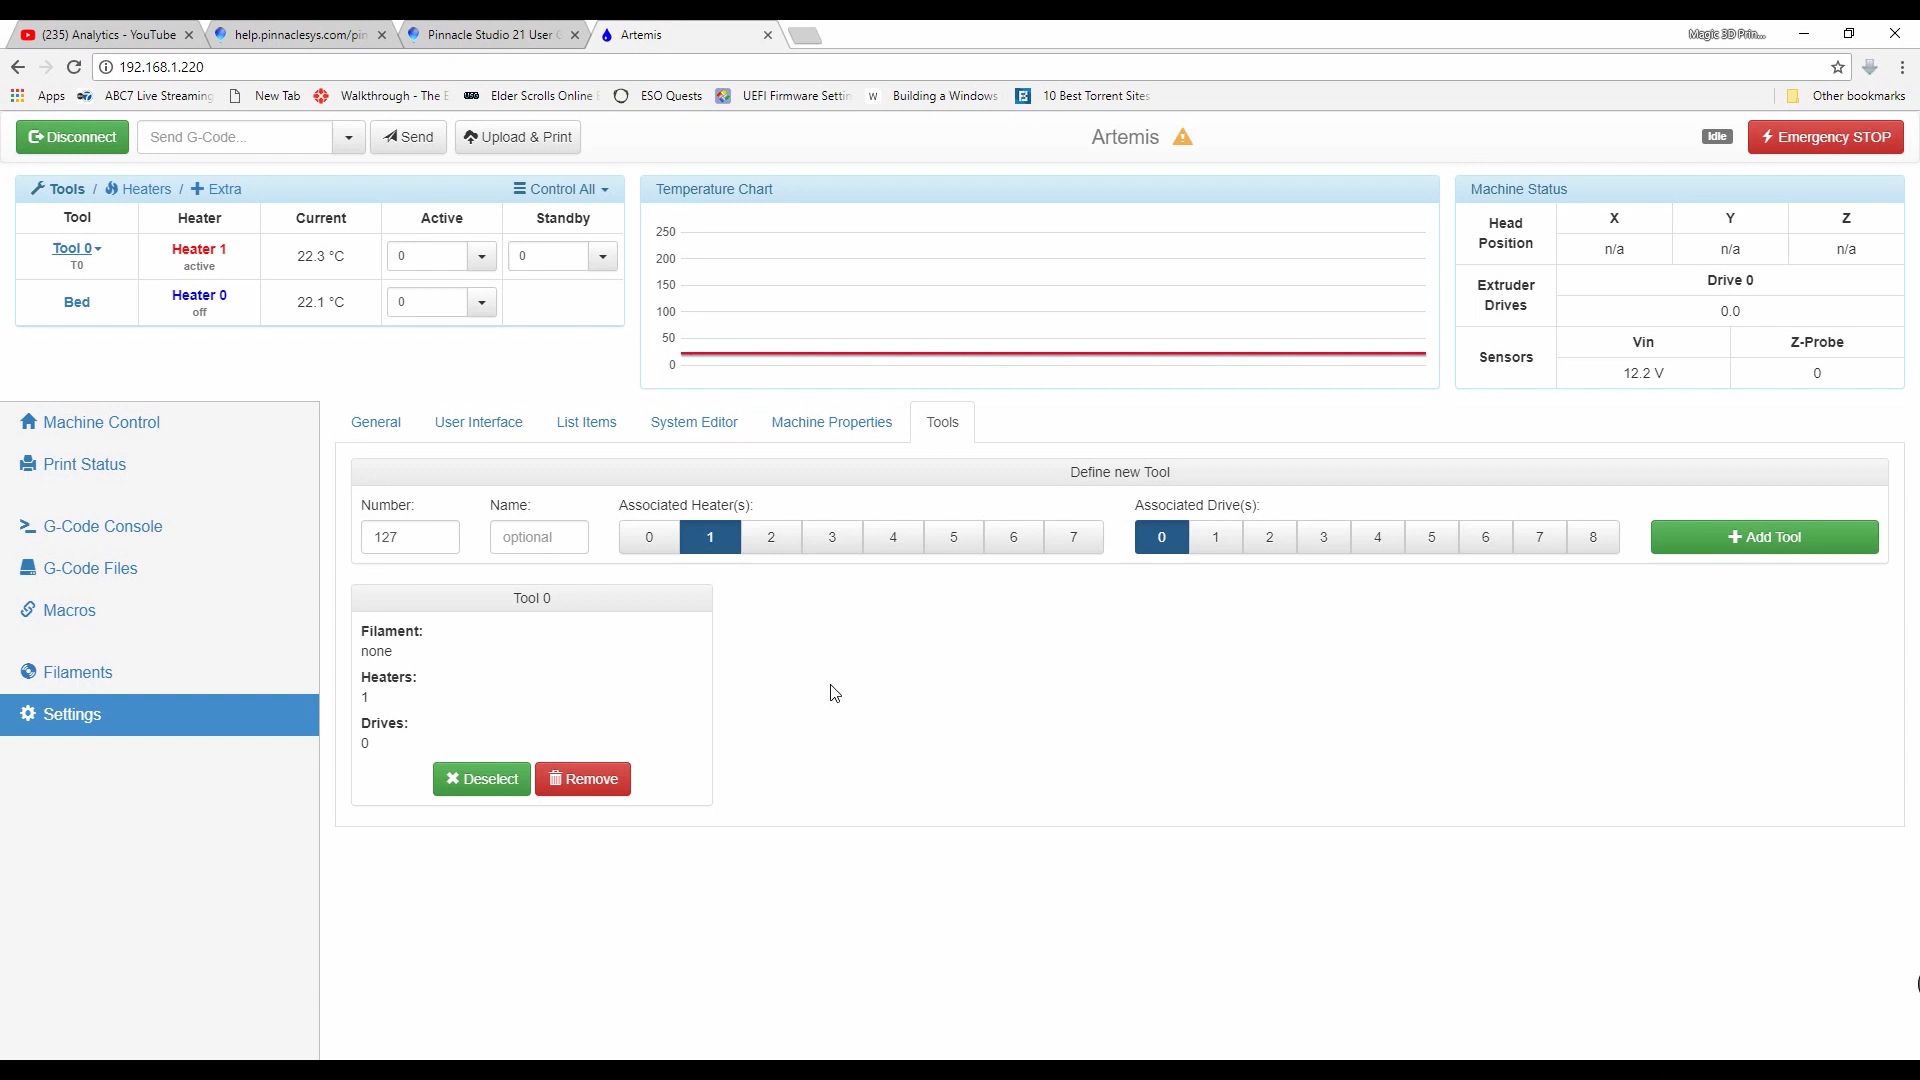 (235) Analytics - YouTube
help.pinnaclesys.com/pin
Pinnacle Studio 21 User G
Artemis
Magic 3D Prin...
192.168.1.220
Apps
ABC7 Live Streaming
New Tab
Walkthrough - The E
Elder Scrolls Online
ESO Quests
UEFI Firmware Settin
Building a Windows
10 Best Torrent Sites
Other bookmarks
Disconnect
Send G-Code...
Send
Upload & Print
Artemis
Idle
Emergency STOP
Tools / Heaters / Extra
Control All
Tool Heater Current Active Standby
Tool 0 Heater 1 22.3 °C 0 0
T0 active
Bed Heater 0 22.1 °C 0
off
Temperature Chart
250
200
150
100
50
0
Machine Status
Head Position
X Y Z
n/a n/a n/a
Extruder Drives
Drive 0
0.0
Sensors
Vin Z-Probe
12.2 V 0
Machine Control
Print Status
G-Code Console
G-Code Files
Macros
Filaments
Settings
General User Interface List Items System Editor Machine Properties Tools
Define new Tool
Number: Name: Associated Heater(s): Associated Drive(s):
127 optional 0 1 2 3 4 5 6 7 0 1 2 3 4 5 6 7 8 Add Tool
Tool 0
Filament:
none
Heaters:
1
Drives:
0
Deselect Remove